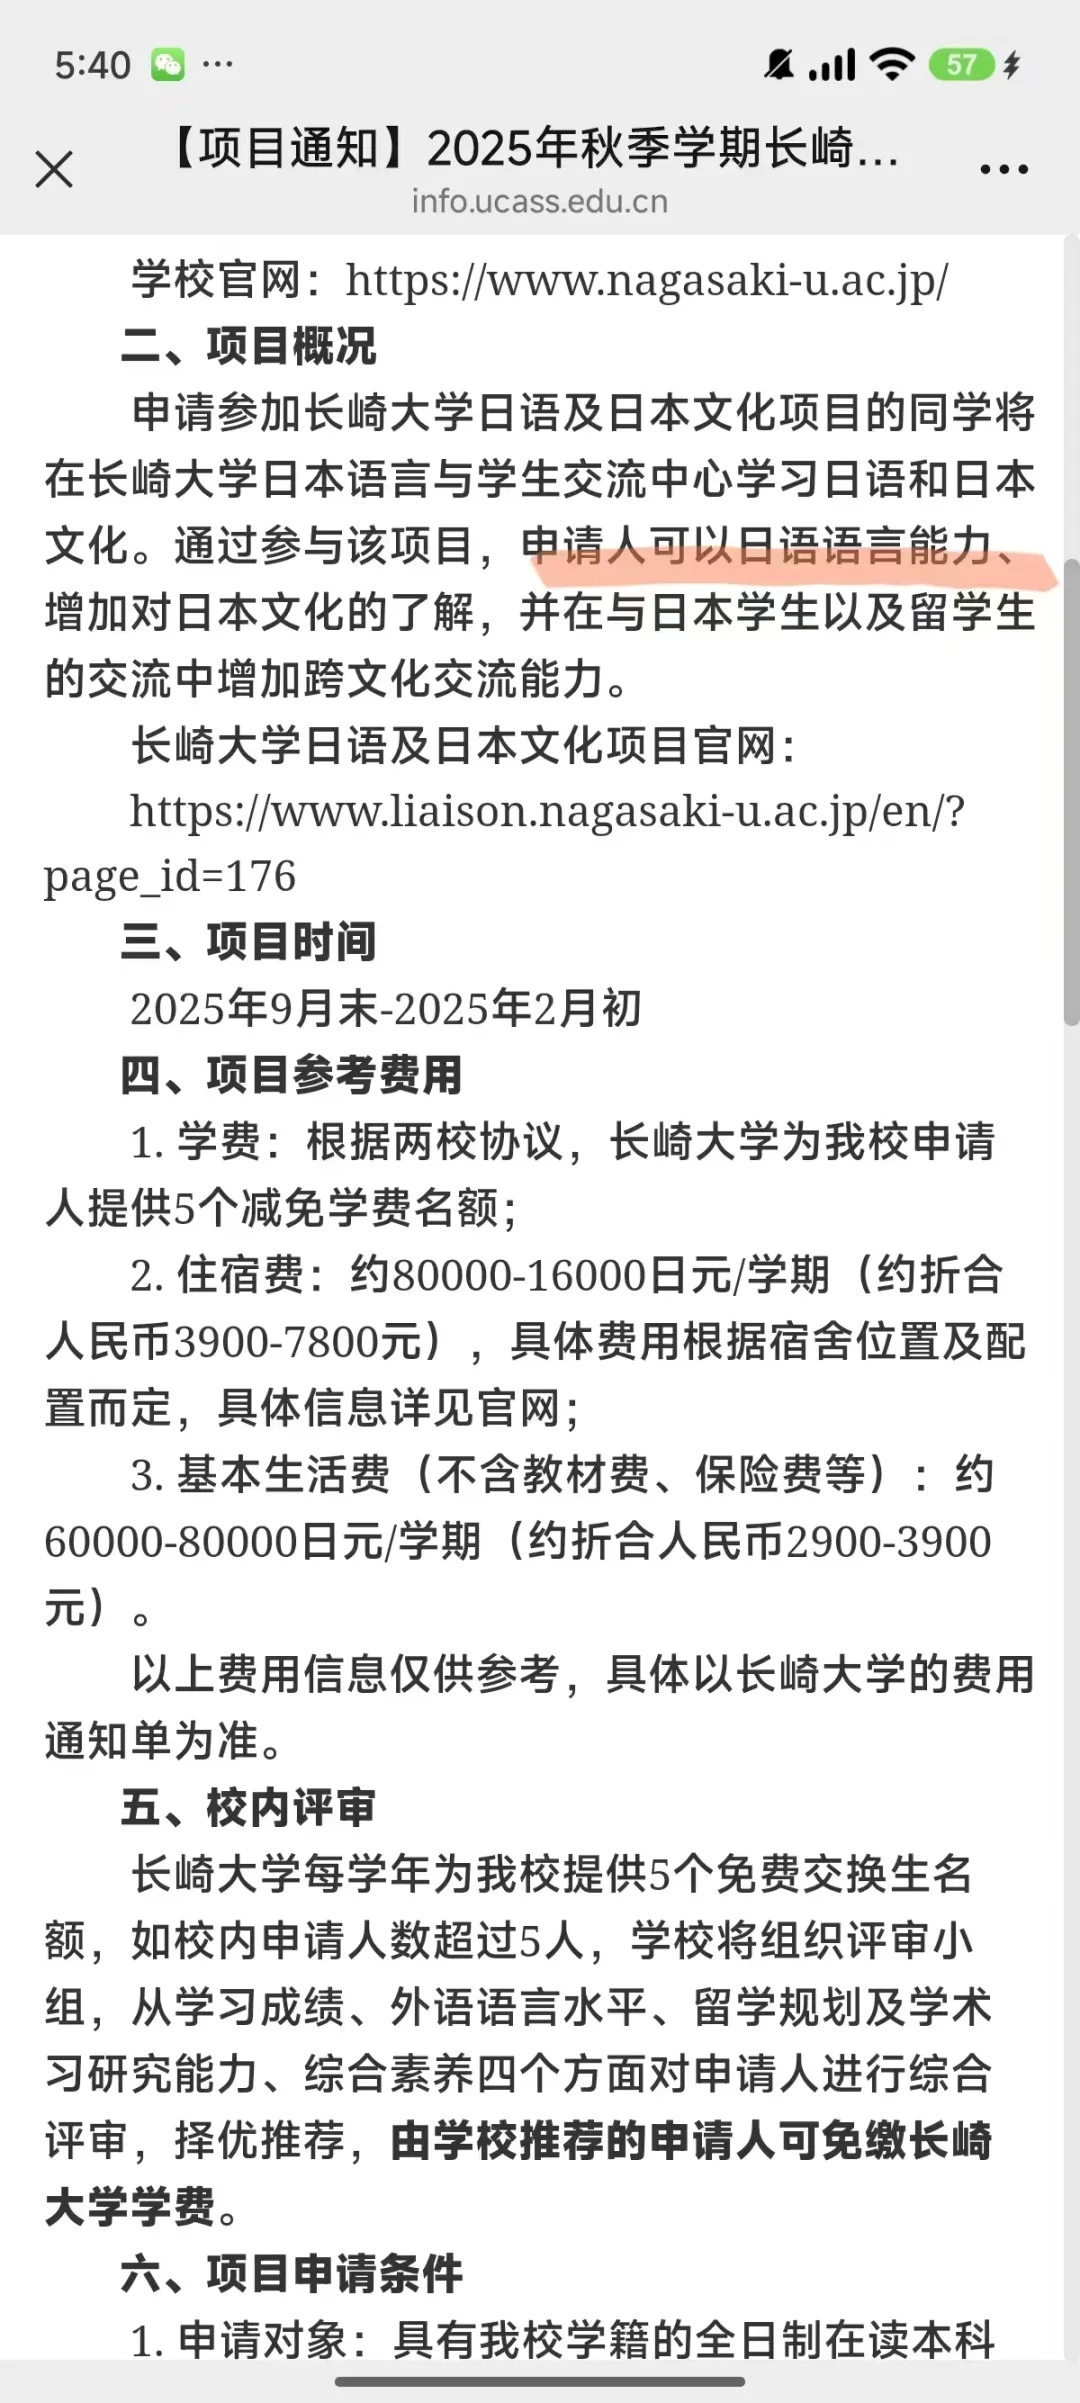 5:40
57
【项目通知】2025年秋季学期长崎...
info.ucass.edu.cn
学校官网：https://www.nagasaki-u.ac.jp/
二、项目概况
申请参加长崎大学日语及日本文化项目的同学将
在长崎大学日本语言与学生交流中心学习日语和日本
文化。通过参与该项目，申请人可以日语语言能力、
增加对日本文化的了解，并在与日本学生以及留学生
的交流中增加跨文化交流能力。
长崎大学日语及日本文化项目官网：
https://www.liaison.nagasaki-u.ac.jp/en/?
page_id=176
三、项目时间
2025年9月末-2025年2月初
四、项目参考费用
1. 学费：根据两校协议，长崎大学为我校申请
人提供5个减免学费名额；
2. 住宿费：约80000-16000日元/学期（约折合
人民币3900-7800元），具体费用根据宿舍位置及配
置而定，具体信息详见官网；
3. 基本生活费（不含教材费、保险费等）：约
60000-80000日元/学期（约折合人民币2900-3900
元）。
以上费用信息仅供参考，具体以长崎大学的费用
通知单为准。
五、校内评审
长崎大学每学年为我校提供5个免费交换生名
额，如校内申请人数超过5人，学校将组织评审小
组，从学习成绩、外语语言水平、留学规划及学术
习研究能力、综合素养四个方面对申请人进行综合
评审，择优推荐，由学校推荐的申请人可免缴长崎
大学学费。
六、项目申请条件
1. 申请对象：具有我校学籍的全日制在读本科